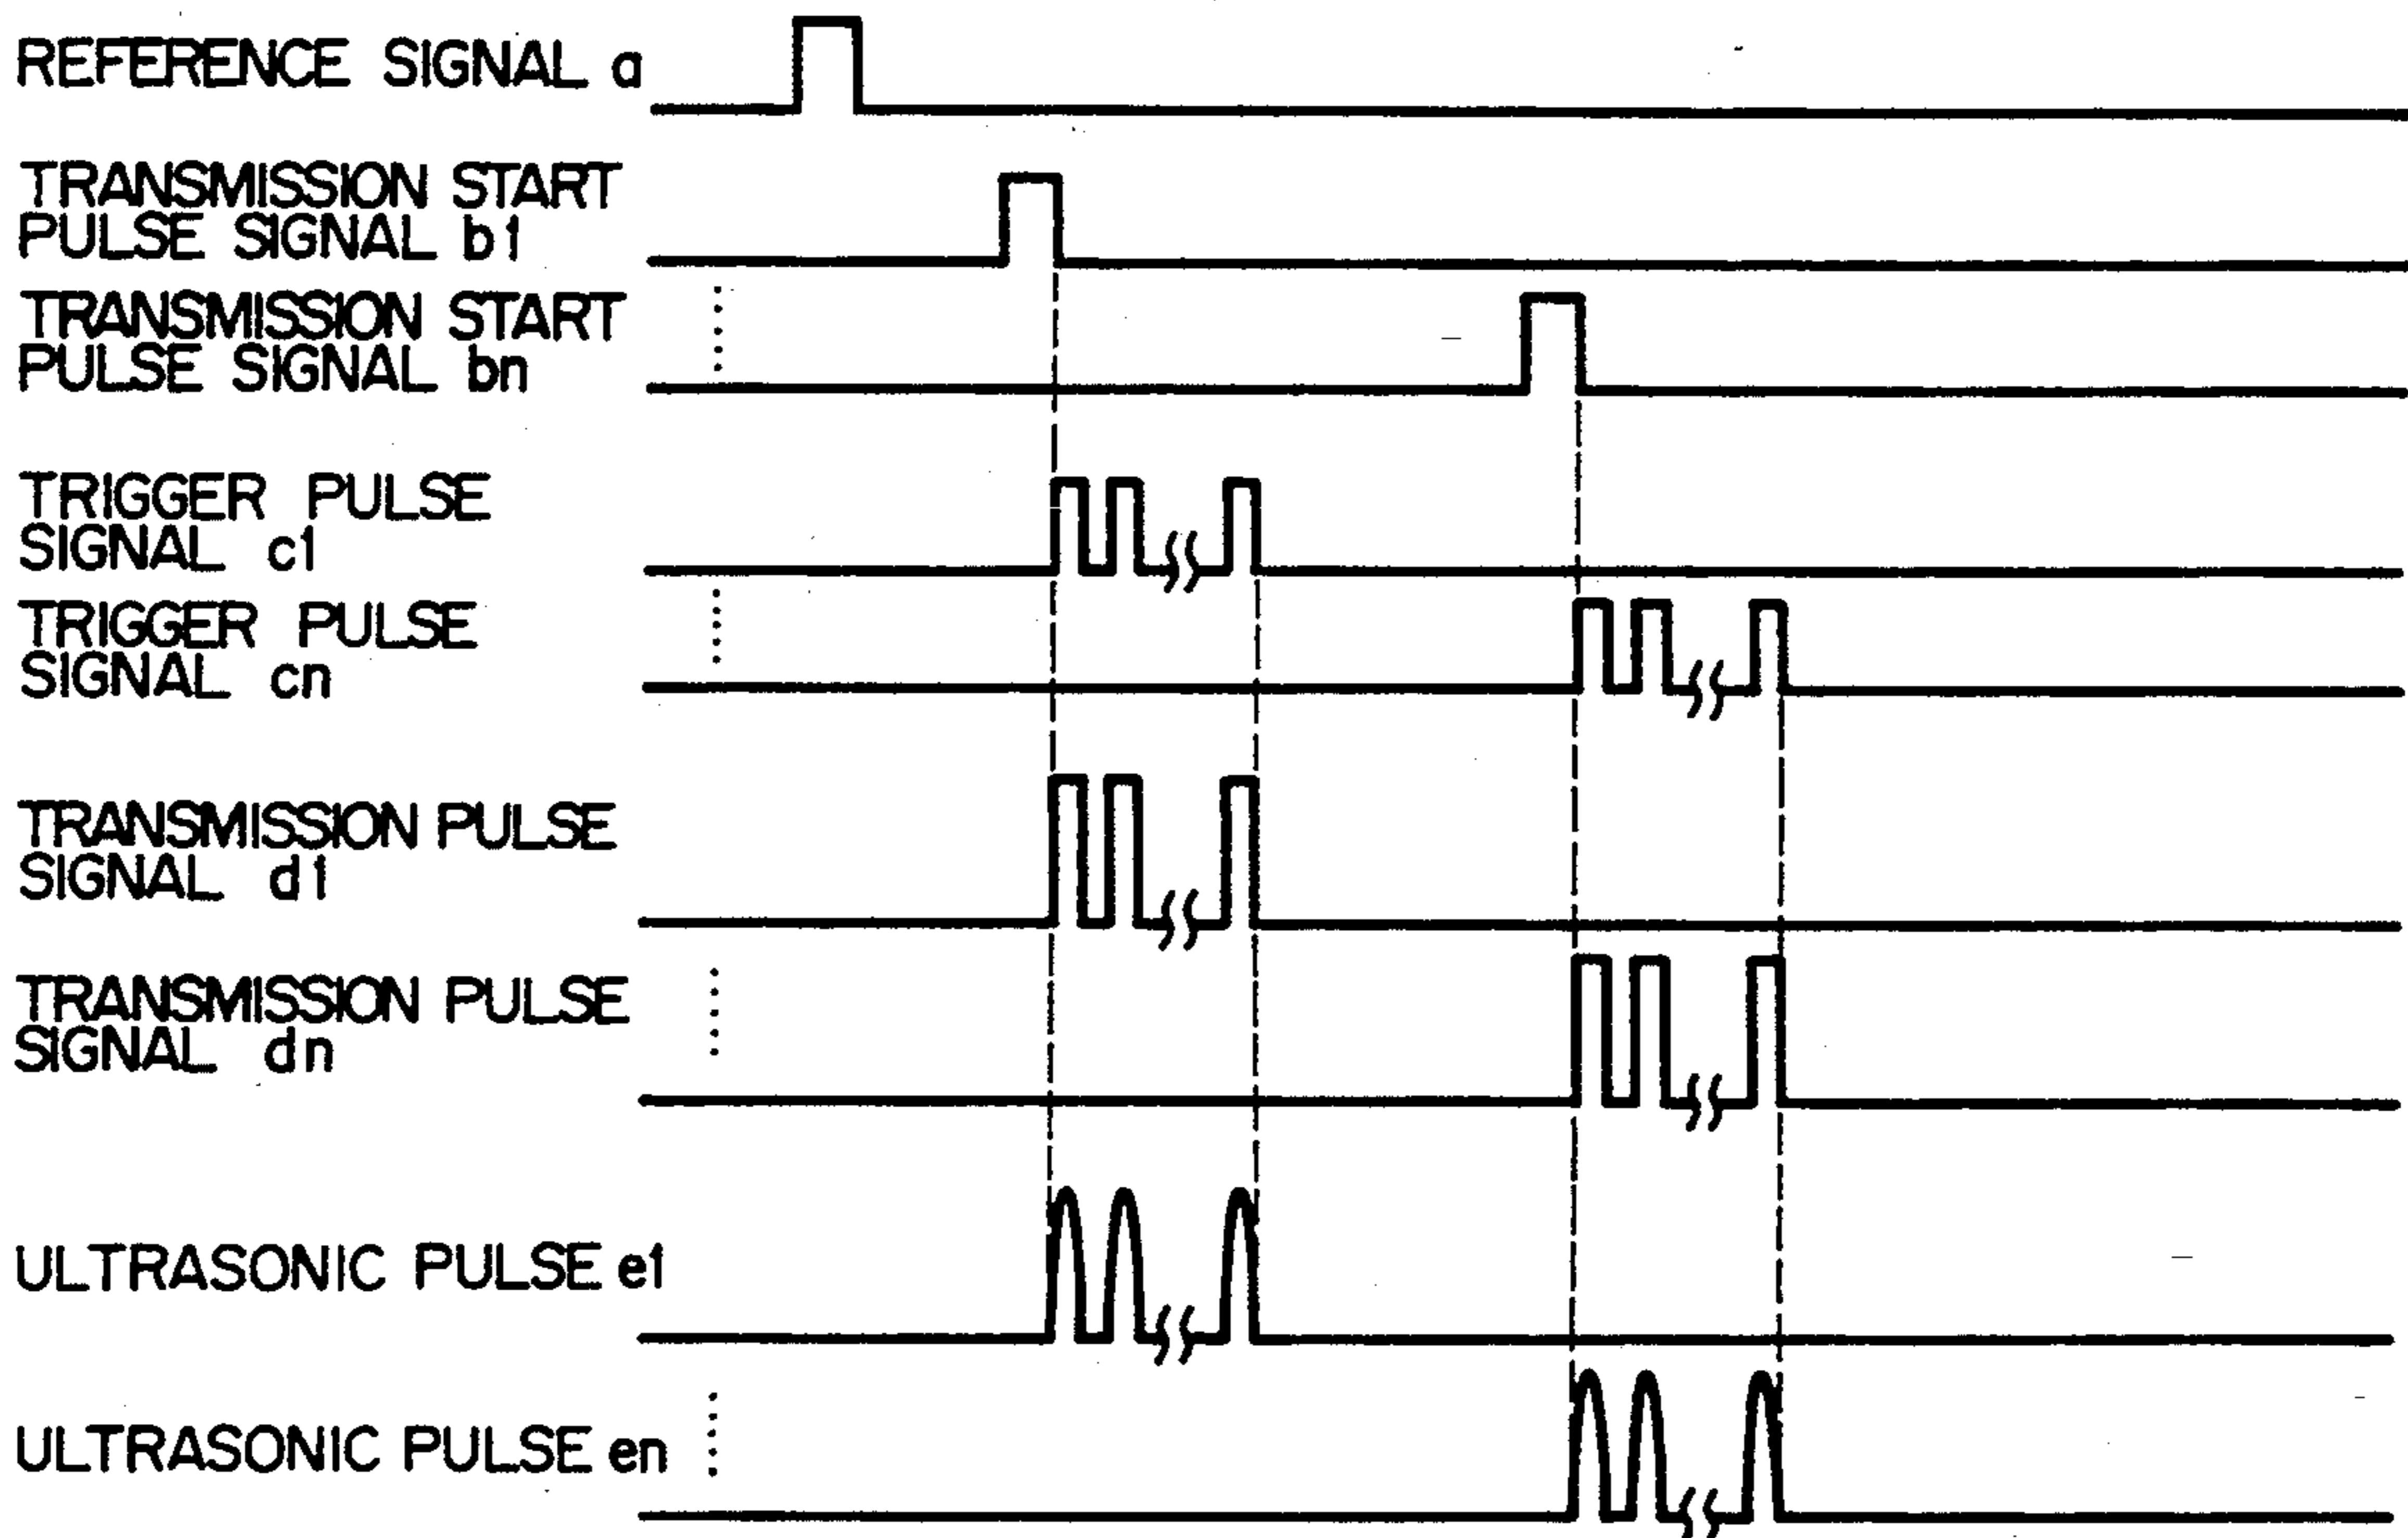 REFERENCE SIGNAL a
TRANSMISSION START
PULSE SIGNAL b1
TRANSMISSION START
PULSE SIGNAL bn
TRIGGER PULSE
SIGNAL c1
TRIGGER PULSE
SIGNAL cn
TRANSMISSION PULSE
SIGNAL d1
TRANSMISSION PULSE
SIGNAL dn
ULTRASONIC PULSE e1
ULTRASONIC PULSE en